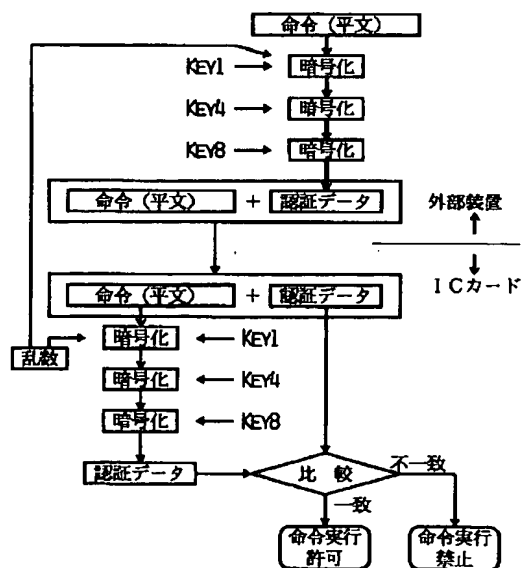 命令(平文)
KEY1 → 暗号化
KEY4 → 暗号化
KEY8 → 暗号化
命令(平文) + 認証データ
外部装置
ICカード
命令(平文) + 認証データ
乱数
暗号化 ← KEY1
暗号化 ← KEY4
暗号化 ← KEY8
認証データ
比較
不一致
一致
命令実行
許可
命令実行
禁止